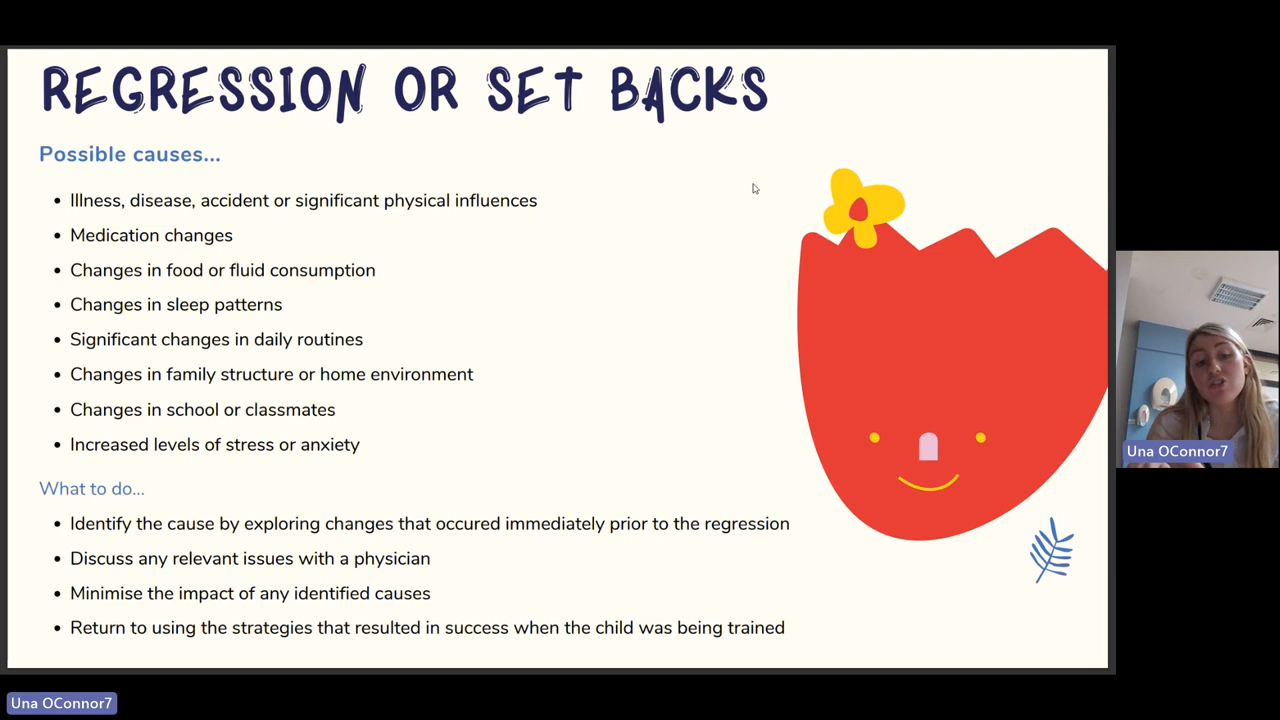 REGRESSION OR SET BACKS
Possible causes...
• Illness, disease, accident or significant physical influences
• Medication changes
• Changes in food or fluid consumption
• Changes in sleep patterns
• Significant changes in daily routines
• Changes in family structure or home environment
• Changes in school or classmates
• Increased levels of stress or anxiety
What to do...
• Identify the cause by exploring changes that occured immediately prior to the regression
• Discuss any relevant issues with a physician
• Minimise the impact of any identified causes
• Return to using the strategies that resulted in success when the child was being trained
Una OConnor7
Una OConnor7